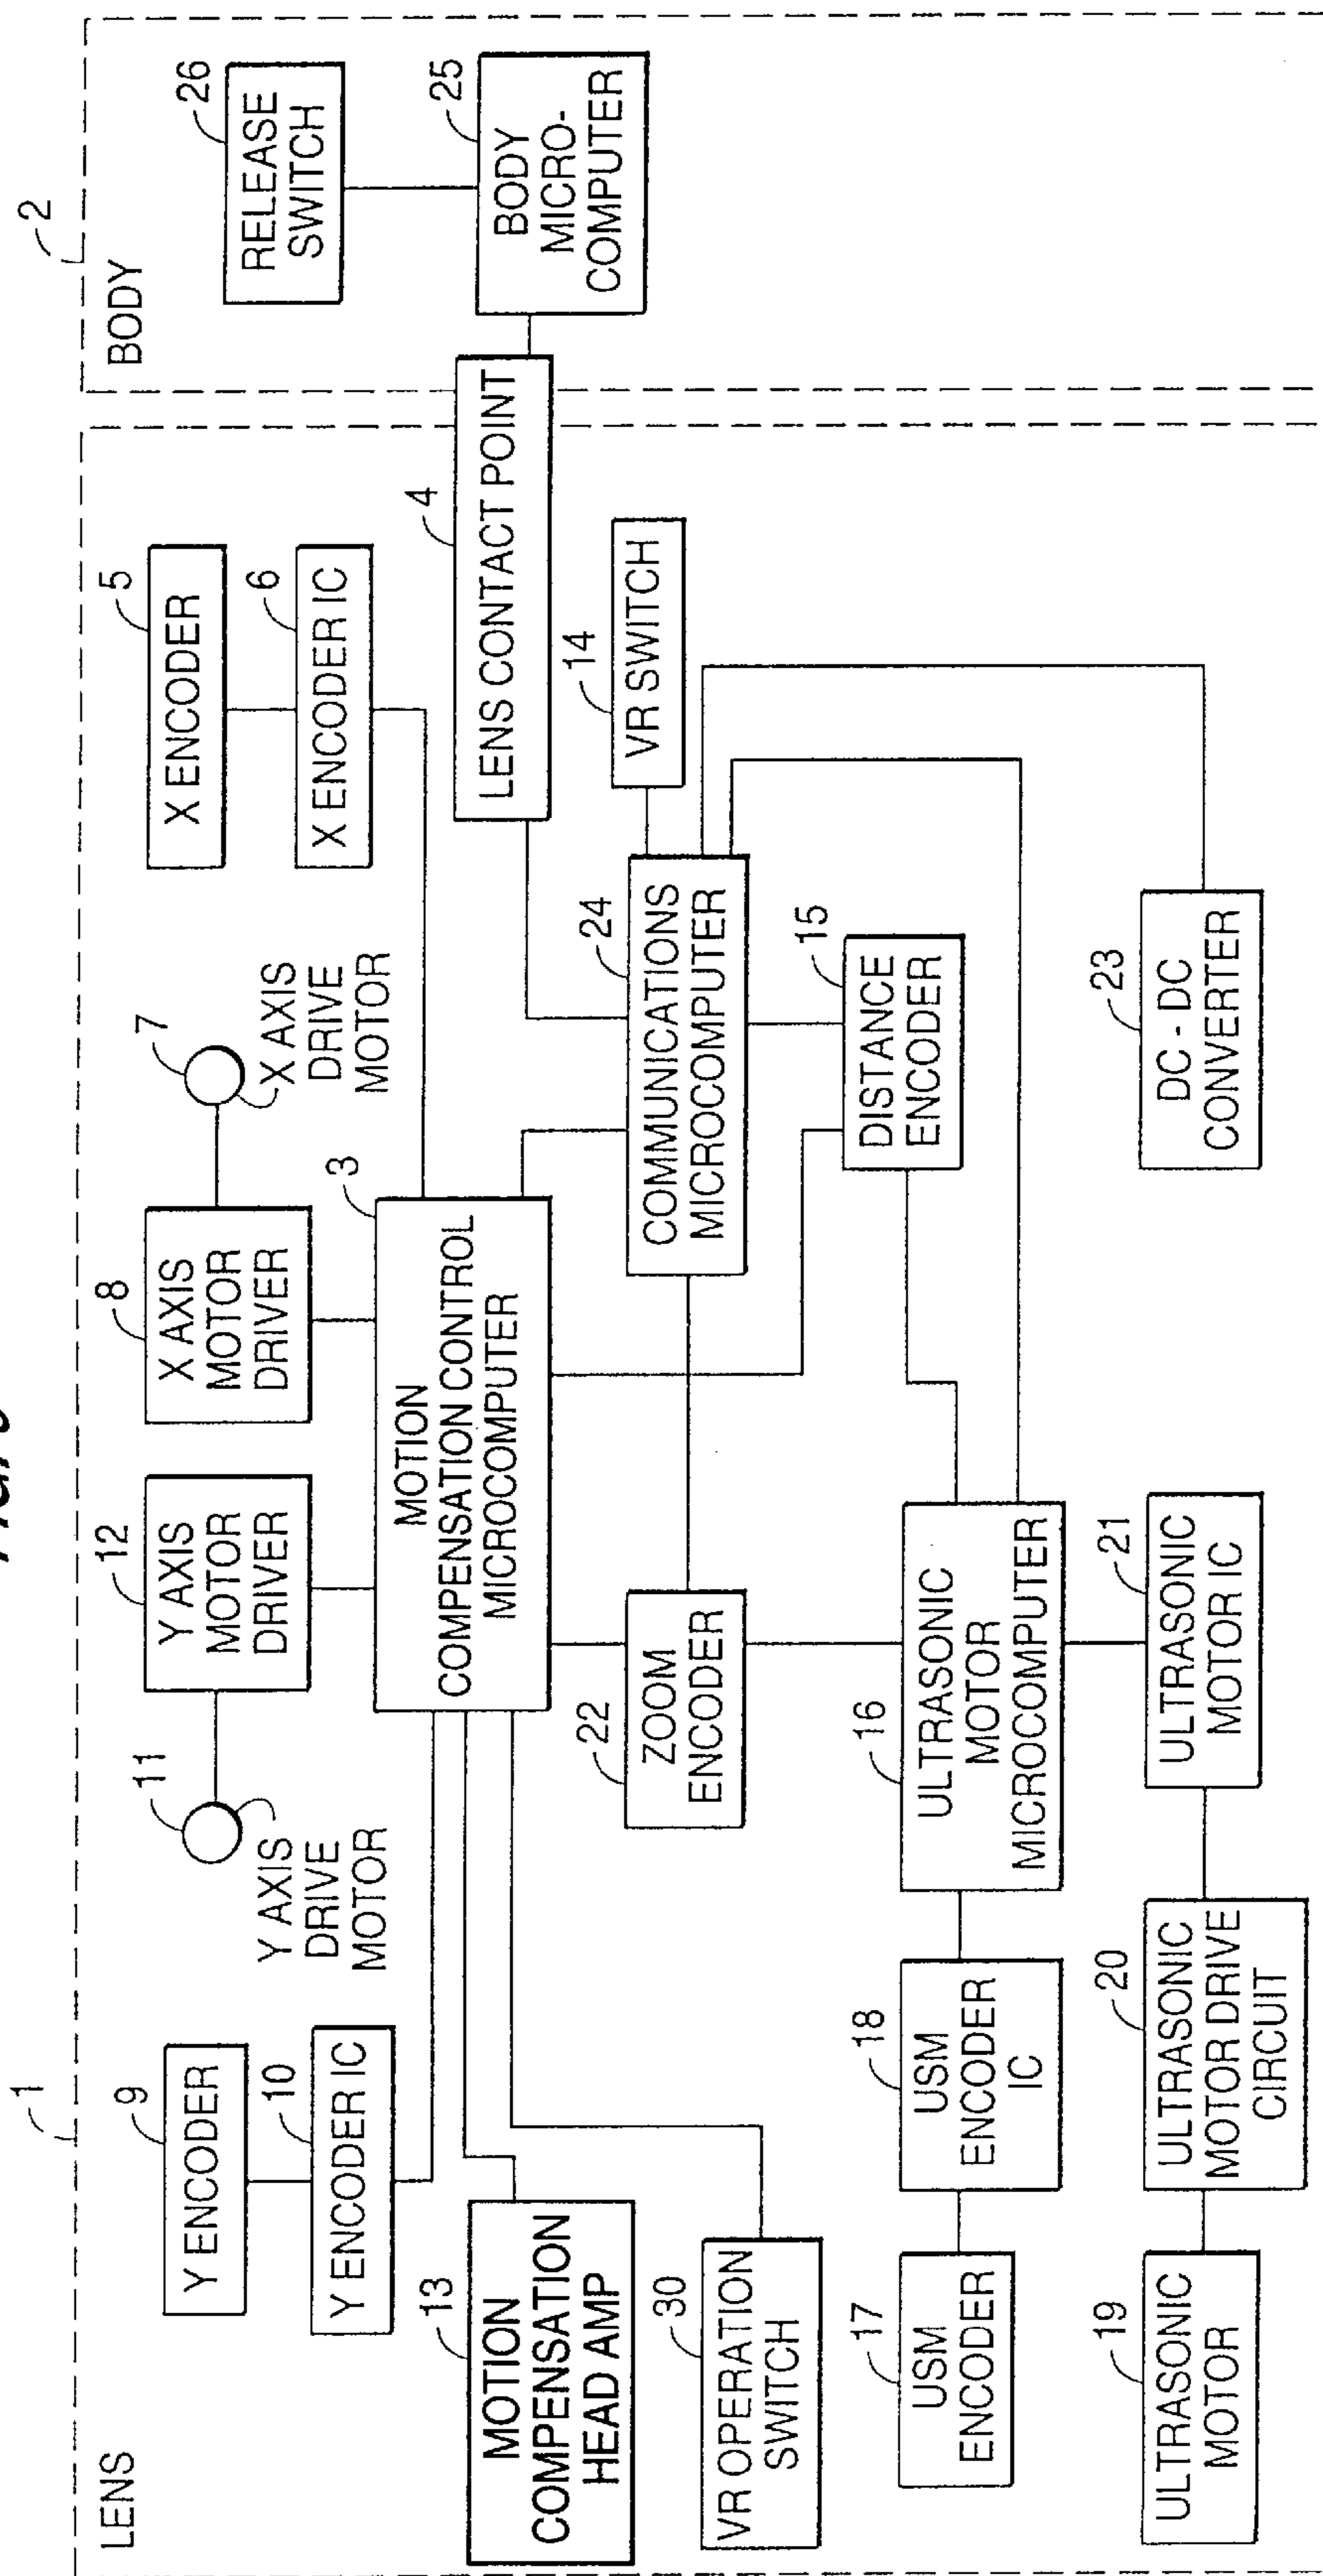 1
2
LENS
BODY
9
Y ENCODER
10
Y ENCODER IC
11
Y AXIS
DRIVE
MOTOR
12
Y AXIS
MOTOR
DRIVER
8
X AXIS
MOTOR
DRIVER
7
X AXIS
DRIVE
MOTOR
5
X ENCODER
6
X ENCODER IC
26
RELEASE
SWITCH
25
BODY
MICRO-
COMPUTER
3
MOTION
COMPENSATION CONTROL
MICROCOMPUTER
4
LENS CONTACT POINT
13
MOTION
COMPENSATION
HEAD AMP
14
VR SWITCH
24
COMMUNICATIONS
MICROCOMPUTER
22
ZOOM
ENCODER
30
VR OPERATION
SWITCH
15
DISTANCE
ENCODER
17
USM
ENCODER
18
USM
ENCODER
IC
16
ULTRASONIC
MOTOR
MICROCOMPUTER
19
ULTRASONIC
MOTOR
20
ULTRASONIC
MOTOR DRIVE
CIRCUIT
21
ULTRASONIC
MOTOR IC
23
DC - DC
CONVERTER